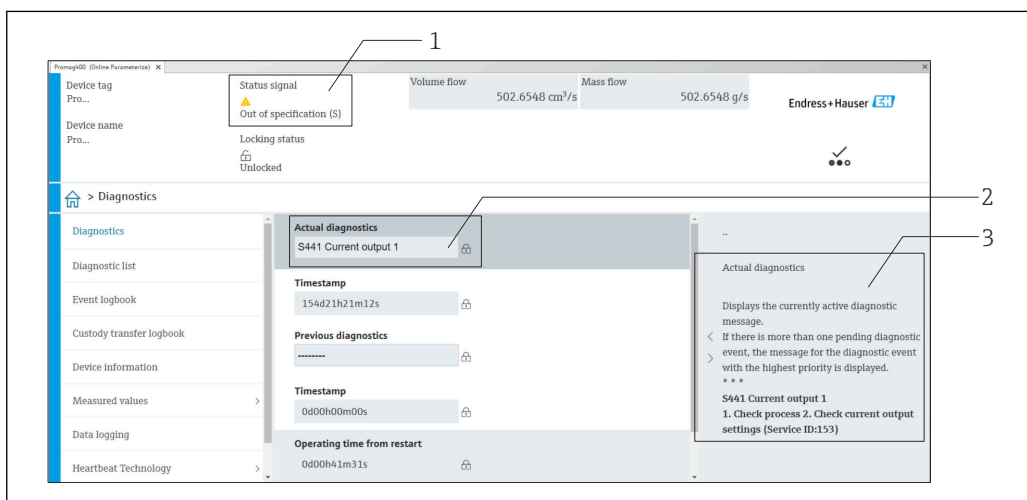 1
Promag400 (Online Parameterize) ×
×
Device tag
Pro...
Device name
Pro...
Status signal
Out of specification (S)
Locking status
Unlocked
Volume flow
502.6548 cm³/s
Mass flow
502.6548 g/s
Endress+Hauser EH
> Diagnostics
2
3
Diagnostics
Diagnostic list
Event logbook
Custody transfer logbook
Device information
Measured values >
Data logging
Heartbeat Technology >
Actual diagnostics
S441 Current output 1
Timestamp
154d21h21m12s
Previous diagnostics
--------
Timestamp
0d00h00m00s
Operating time from restart
0d00h41m31s
..
Actual diagnostics
Displays the currently active diagnostic
message.
If there is more than one pending diagnostic
event, the message for the diagnostic event
with the highest priority is displayed.
* * *
S441 Current output 1
1. Check process 2. Check current output
settings (Service ID:153)